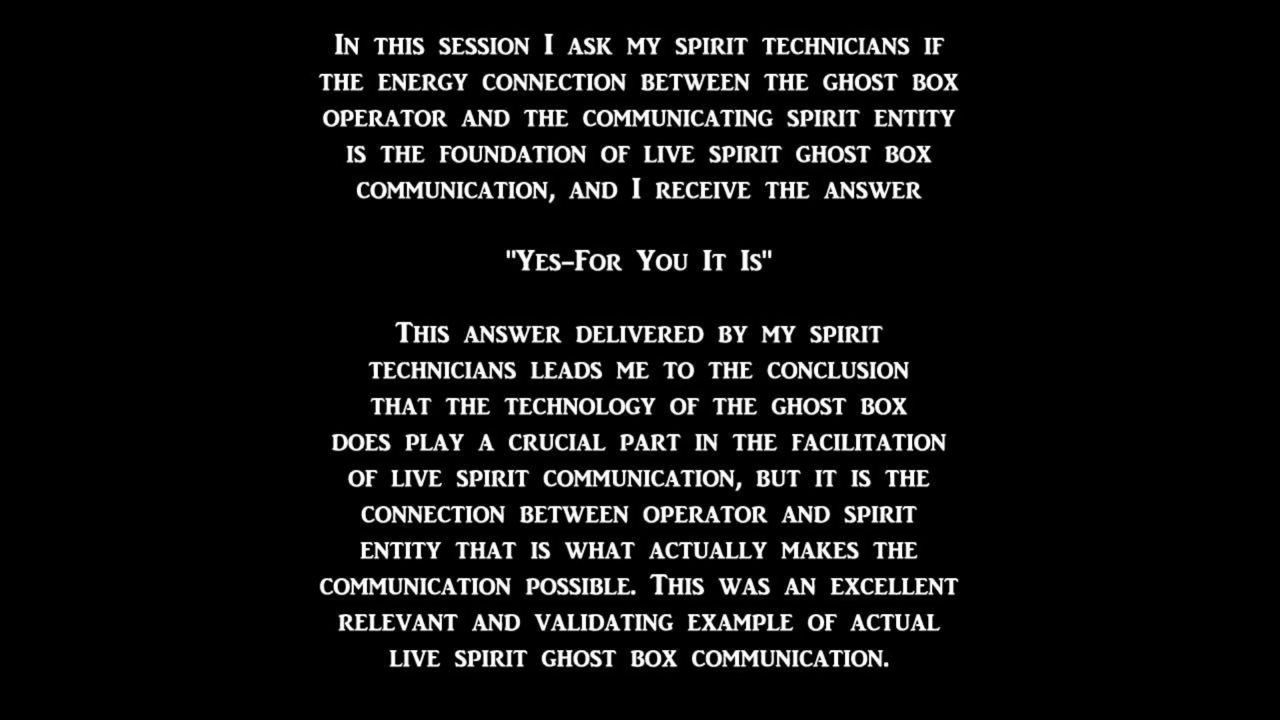 In this session I ask my spirit technicians if
the energy connection between the ghost box
operator and the communicating spirit entity
is the foundation of live spirit ghost box
communication, and I receive the answer
"Yes–For You It Is"
This answer delivered by my spirit
technicians leads me to the conclusion
that the technology of the ghost box
does play a crucial part in the facilitation
of live spirit communication, but it is the
connection between operator and spirit
entity that is what actually makes the
communication possible. This was an excellent
relevant and validating example of actual
live spirit ghost box communication.